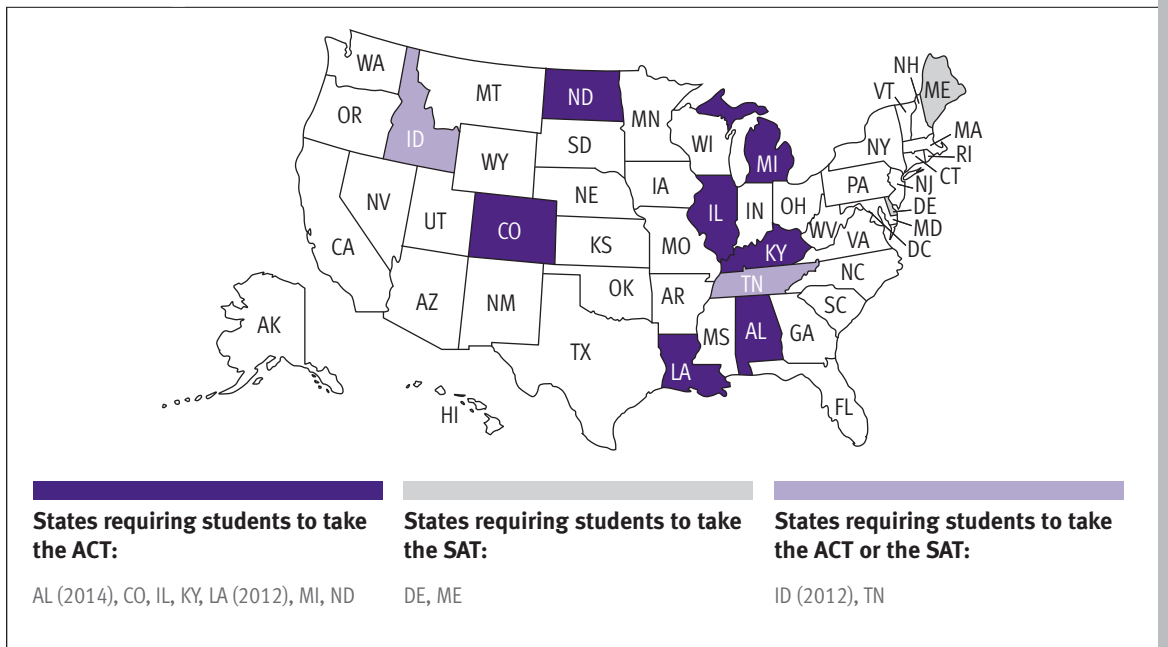 WA
MT
ND
MN
OR
ID
SD
WI
MI
NH
VT
ME
NY
MA
RI
CT
WY
NE
IA
PA
NJ
DE
MD
DC
NV
UT
CO
IL
IN
OH
WV
VA
CA
KS
MO
KY
NC
AZ
NM
OK
AR
TN
SC
AK
TX
LA
MS
AL
GA
HI
FL
States requiring students to take
the ACT:
AL (2014), CO, IL, KY, LA (2012), MI, ND
States requiring students to take
the SAT:
DE, ME
States requiring students to take
the ACT or the SAT:
ID (2012), TN